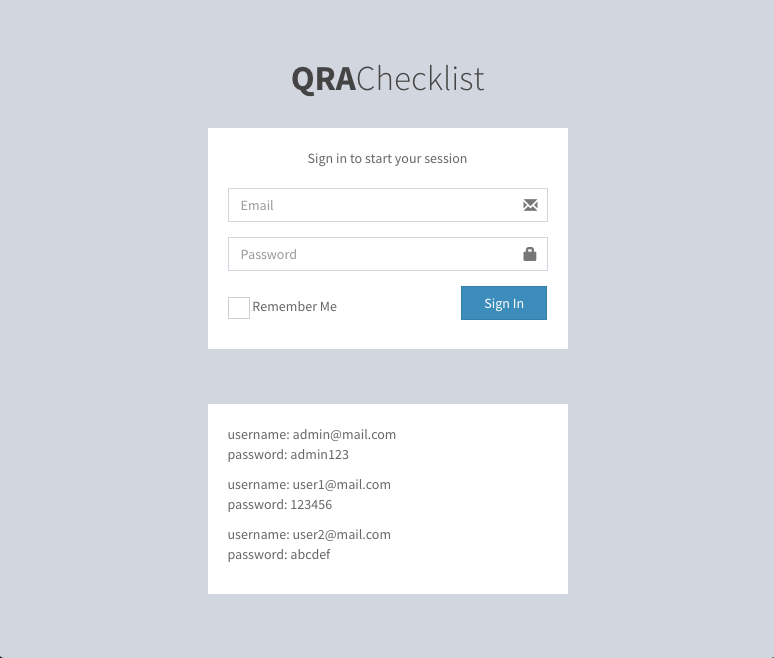 QRAChecklist
Sign in to start your session
Email
Password
Remember Me
Sign In
username: admin@mail.com
password: admin123
username: user1@mail.com
password: 123456
username: user2@mail.com
password: abcdef